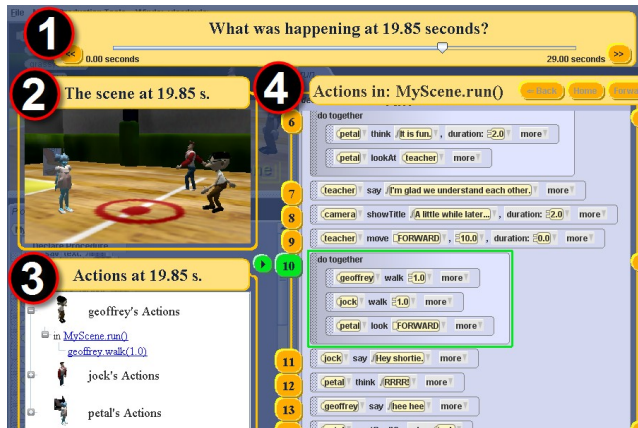 File
1
What was happening at 19.85 seconds?
<<
0.00 seconds
29.00 seconds
>>
2
The scene at 19.85 s.
3
Actions at 19.85 s.
geoffrey's Actions
in MyScene.run()
geoffrey.walk(1.0)
jock's Actions
petal's Actions
4
Actions in: MyScene.run()
Back
Home
Forw
6
do together
petal think It is fun. , duration: 2.0 more
petal lookAt teacher more
7
teacher say I'm glad we understand each other. more
8
camera showTitle A little while later... , duration: 2.0 more
9
teacher move FORWARD , 10.0 , duration: 0.0 more
10
do together
geoffrey walk 1.0 more
jock walk 1.0 more
petal look FORWARD more
11
jock say Hey shortie. more
12
petal think RRRR! more
13
geoffrey say hee hee more